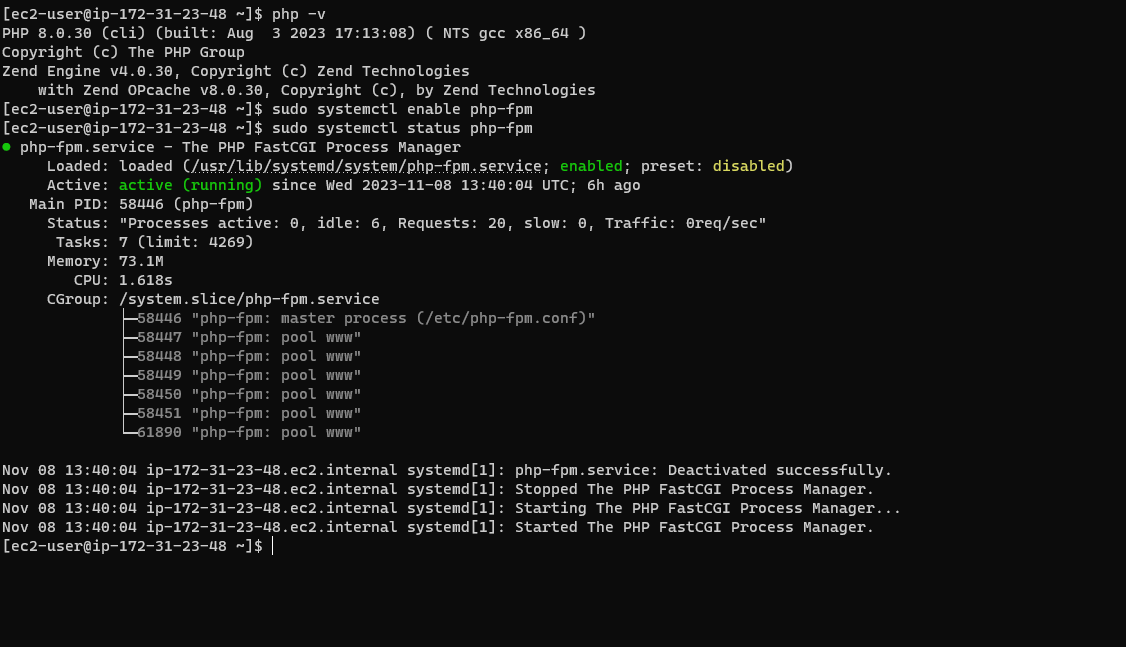 [ec2-user@ip-172-31-23-48 ~]$ php -v
PHP 8.0.30 (cli) (built: Aug  3 2023 17:13:08) ( NTS gcc x86_64 )
Copyright (c) The PHP Group
Zend Engine v4.0.30, Copyright (c) Zend Technologies
    with Zend OPcache v8.0.30, Copyright (c), by Zend Technologies
[ec2-user@ip-172-31-23-48 ~]$ sudo systemctl enable php-fpm
[ec2-user@ip-172-31-23-48 ~]$ sudo systemctl status php-fpm
● php-fpm.service - The PHP FastCGI Process Manager
     Loaded: loaded (/usr/lib/systemd/system/php-fpm.service; enabled; preset: disabled)
     Active: active (running) since Wed 2023-11-08 13:40:04 UTC; 6h ago
   Main PID: 58446 (php-fpm)
     Status: "Processes active: 0, idle: 6, Requests: 20, slow: 0, Traffic: 0req/sec"
      Tasks: 7 (limit: 4269)
     Memory: 73.1M
        CPU: 1.618s
     CGroup: /system.slice/php-fpm.service
             ├─58446 "php-fpm: master process (/etc/php-fpm.conf)"
             ├─58447 "php-fpm: pool www"
             ├─58448 "php-fpm: pool www"
             ├─58449 "php-fpm: pool www"
             ├─58450 "php-fpm: pool www"
             ├─58451 "php-fpm: pool www"
             └─61890 "php-fpm: pool www"

Nov 08 13:40:04 ip-172-31-23-48.ec2.internal systemd[1]: php-fpm.service: Deactivated successfully.
Nov 08 13:40:04 ip-172-31-23-48.ec2.internal systemd[1]: Stopped The PHP FastCGI Process Manager.
Nov 08 13:40:04 ip-172-31-23-48.ec2.internal systemd[1]: Starting The PHP FastCGI Process Manager...
Nov 08 13:40:04 ip-172-31-23-48.ec2.internal systemd[1]: Started The PHP FastCGI Process Manager.
[ec2-user@ip-172-31-23-48 ~]$